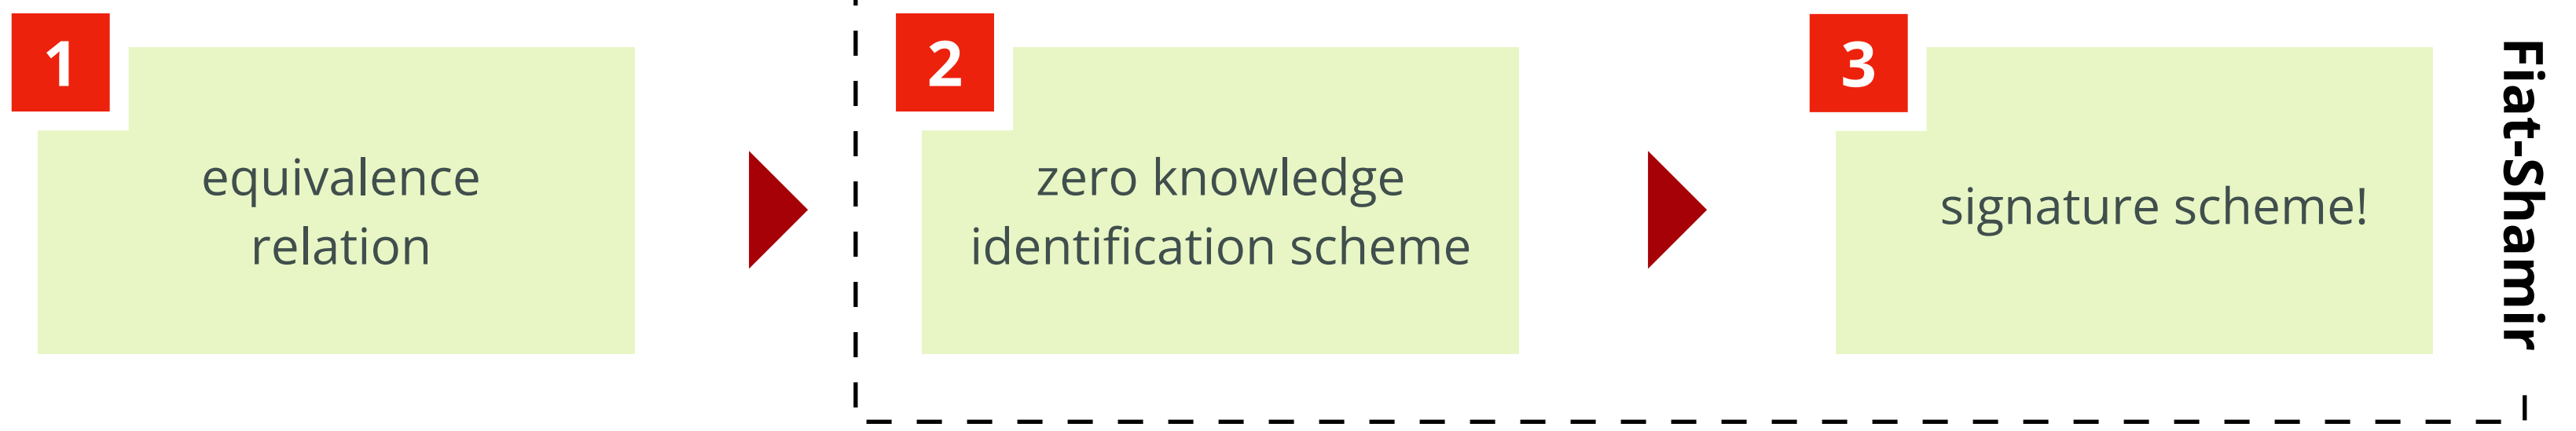 1
equivalence
relation
2
zero knowledge
identification scheme
3
signature scheme!
Fiat-Shamir